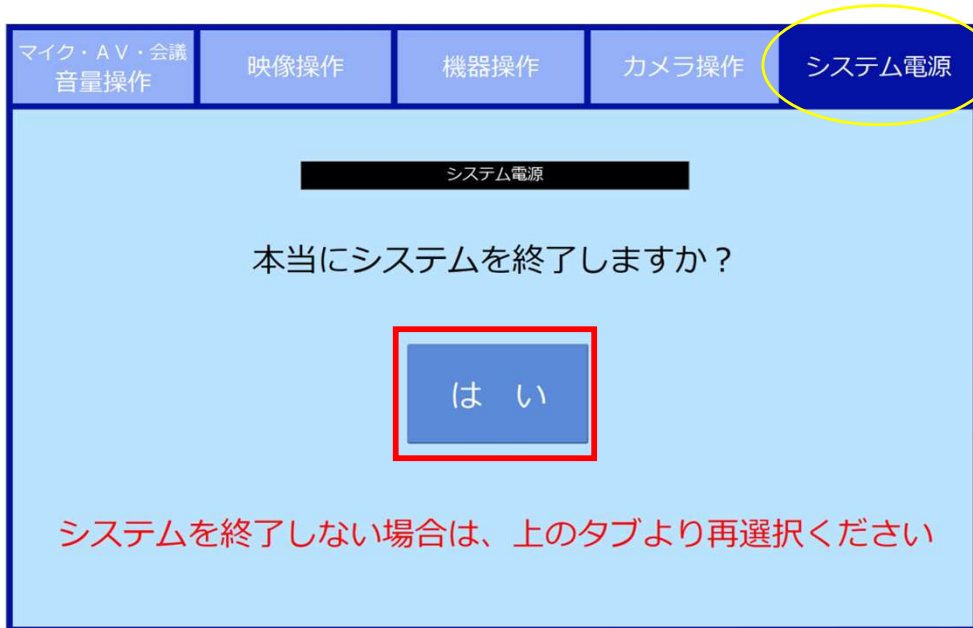 マイク・ＡＶ・会議
音量操作
映像操作
機器操作
カメラ操作
システム電源
システム電源
本当にシステムを終了しますか？
は　い
システムを終了しない場合は、上のタブより再選択ください